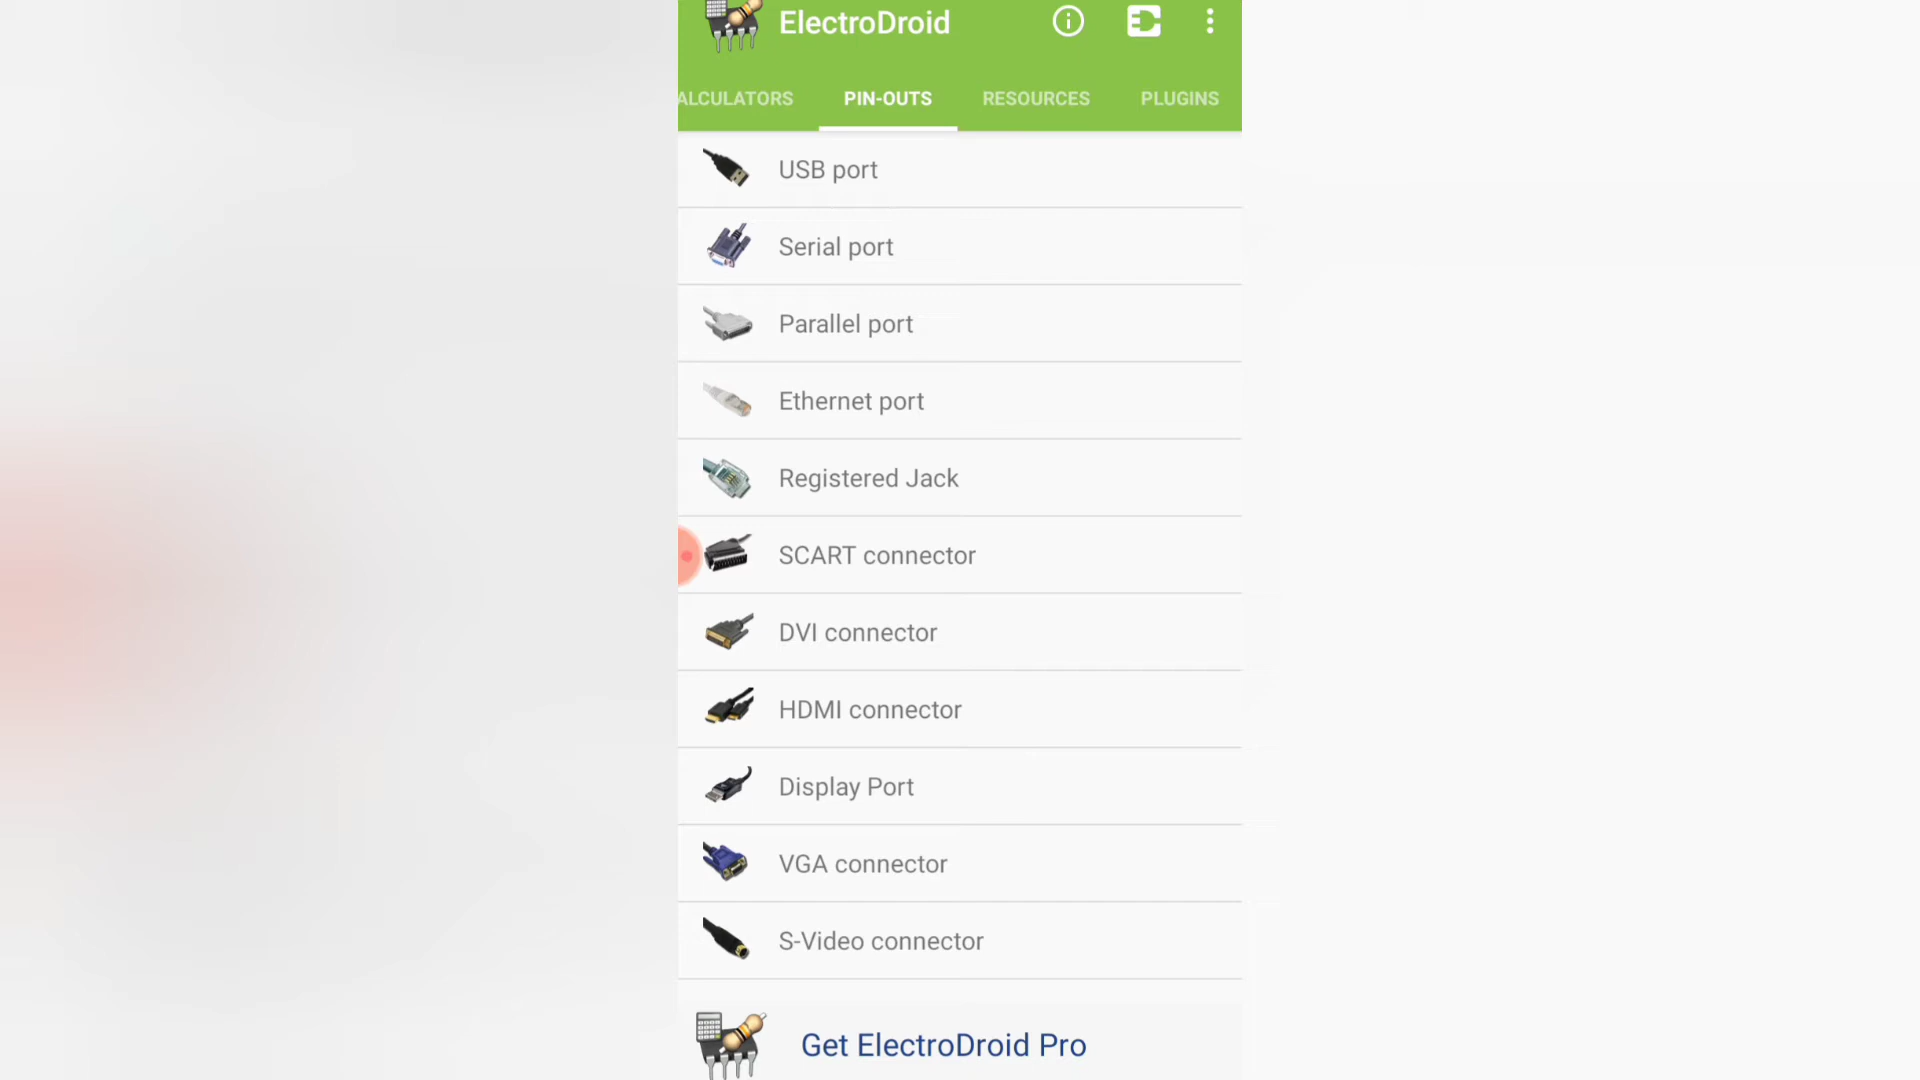 ElectroDroid
ALCULATORS PIN-OUTS RESOURCES PLUGINS
USB port
Serial port
Parallel port
Ethernet port
Registered Jack
SCART connector
DVI connector
HDMI connector
Display Port
VGA connector
S-Video connector
Get ElectroDroid Pro